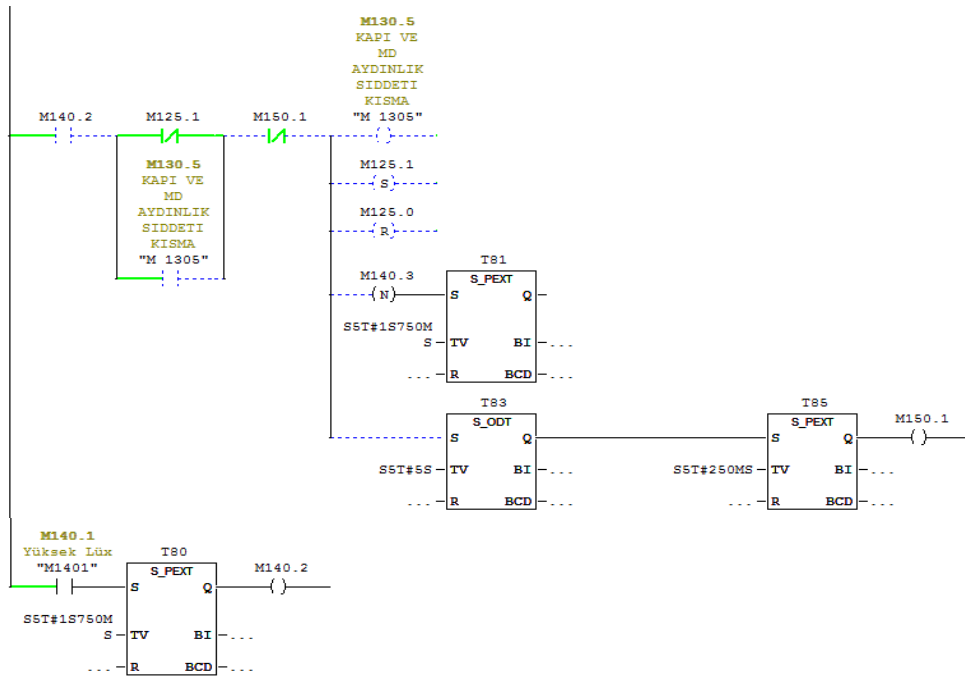 M130.5
KAPI VE
MD
AYDINLIK
SIDDETI
KISMA
"M 1305"
M140.2
M125.1
M150.1
M130.5
KAPI VE
MD
AYDINLIK
SIDDETI
KISMA
"M 1305"
M125.1
S
M125.0
R
M140.3
N
T81
S_PEXT
S Q
S5T#1S750M
S TV BI ...
... R BCD ...
T83
S_ODT
S Q
S5T#5S TV BI ...
... R BCD ...
T85
S_PEXT
S Q
M150.1
S5T#250MS TV BI ...
... R BCD ...
M140.1
Yüksek Lüx
"M1401"
T80
S_PEXT
S Q
M140.2
S5T#1S750M
S TV BI ...
... R BCD ...